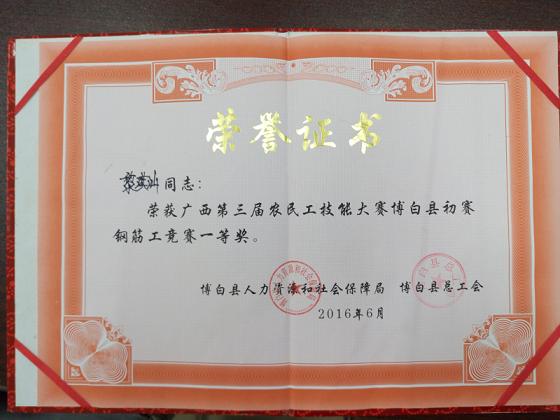 荣誉证书
同志:
荣获广西第三届农民工技能大赛博白县初赛
钢筋工竞赛一等奖。
博白县人力资源和社会保障局 博白县总工会
2016年6月